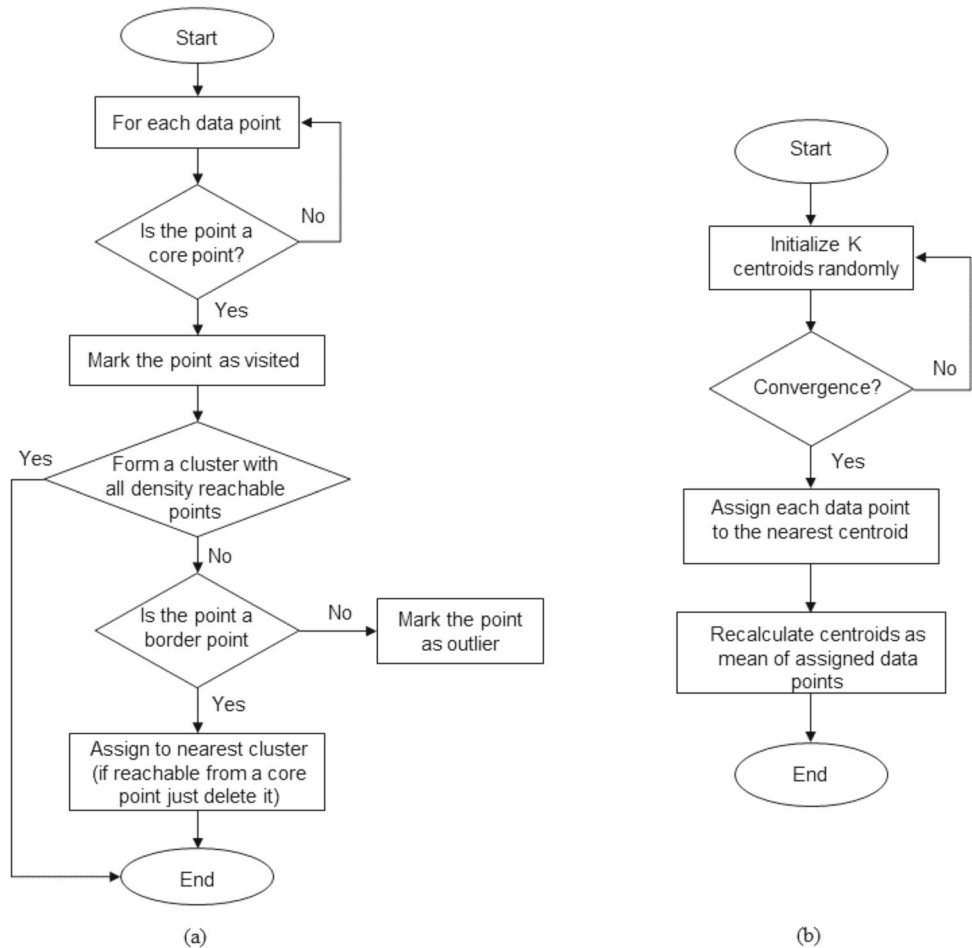 Start
For each data point
No
Is the point a
core point?
Yes
Mark the point as visited
Yes
Form a cluster with
all density reachable
points
No
Is the point a
border point
No
Mark the point
as outlier
Yes
Assign to nearest cluster
(if reachable from a core
point just delete it)
End
(a)
Start
Initialize K
centroids randomly
No
Convergence?
Yes
Assign each data point
to the nearest centroid
Recalculate centroids as
mean of assigned data
points
End
(b)